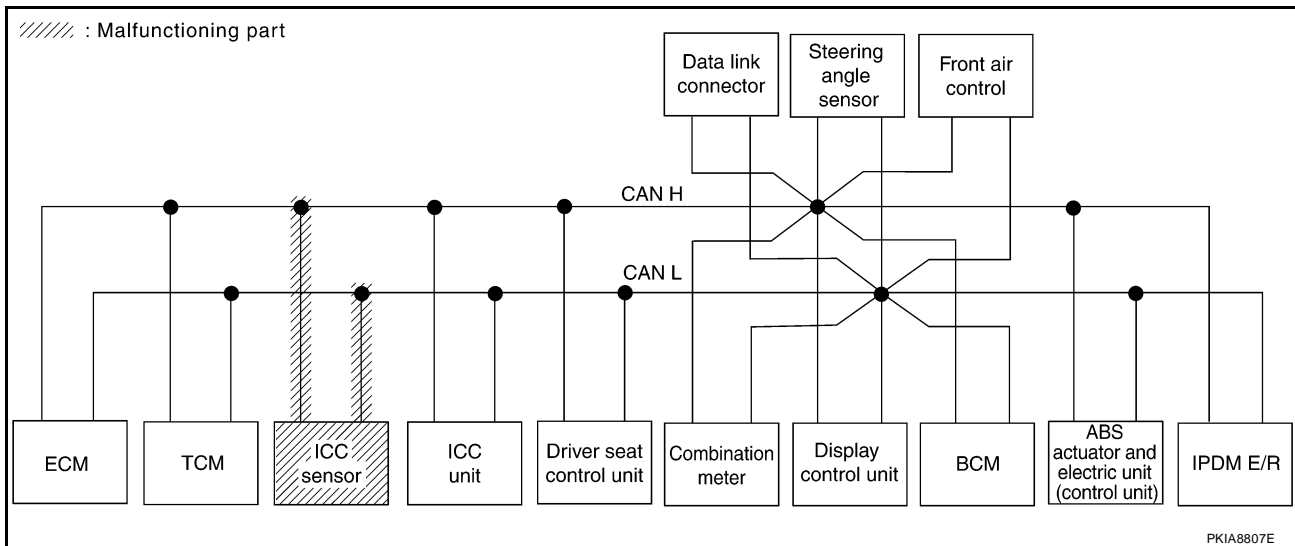 : Malfunctioning part
Data link
connector
Steering
angle
sensor
Front air
control
CAN H
CAN L
ECM
TCM
ICC
sensor
ICC
unit
Driver seat
control unit
Combination
meter
Display
control unit
BCM
ABS
actuator and
electric unit
(control unit)
IPDM E/R
PKIA8807E